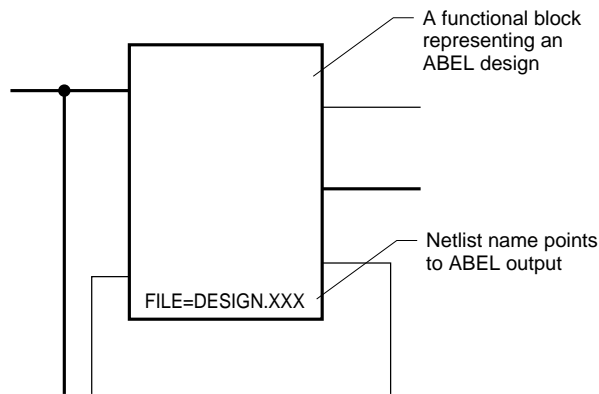 A functional block
representing an
ABEL design
Netlist name points
to ABEL output
FILE=DESIGN.XXX